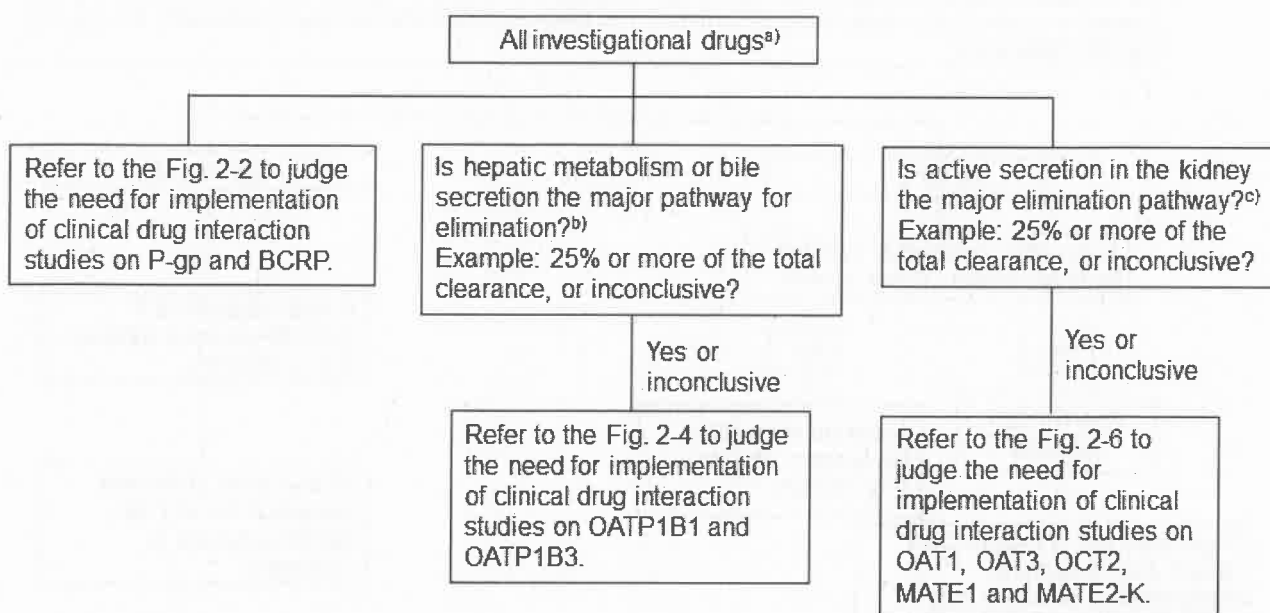 All investigational drugsᵃ⁾
Refer to the Fig. 2-2 to judge
the need for implementation
of clinical drug interaction
studies on P-gp and BCRP.
Is hepatic metabolism or bile
secretion the major pathway for
elimination?ᵇ⁾
Example: 25% or more of the total
clearance, or inconclusive?
Is active secretion in the kidney
the major elimination pathway?ᶜ⁾
Example: 25% or more of the
total clearance, or inconclusive?
Yes or
inconclusive
Yes or
inconclusive
Refer to the Fig. 2-4 to judge
the need for implementation
of clinical drug interaction
studies on OATP1B1 and
OATP1B3.
Refer to the Fig. 2-6 to
judge the need for
implementation of clinical
drug interaction studies on
OAT1, OAT3, OCT2,
MATE1 and MATE2-K.